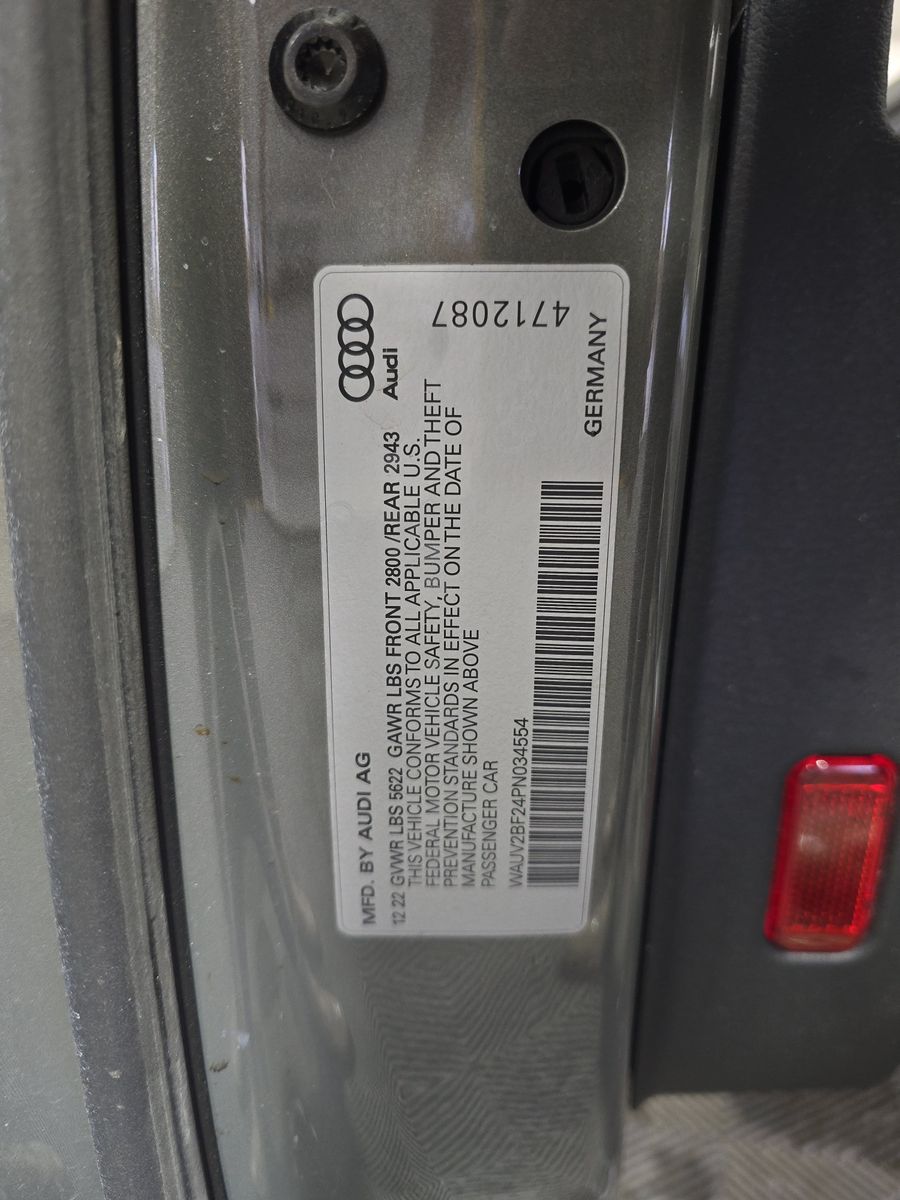 MFD. BY AUDI AG
Audi
12 22 GVWR LBS 5622 GAWR LBS FRONT 2800 /REAR 2943
THIS VEHICLE CONFORMS TO ALL APPLICABLE U.S.
FEDERAL MOTOR VEHICLE SAFETY, BUMPER AND THEFT
PREVENTION STANDARDS IN EFFECT ON THE DATE OF
MANUFACTURE SHOWN ABOVE
PASSENGER CAR
WAUV2BF24PN034554
4712087
GERMANY